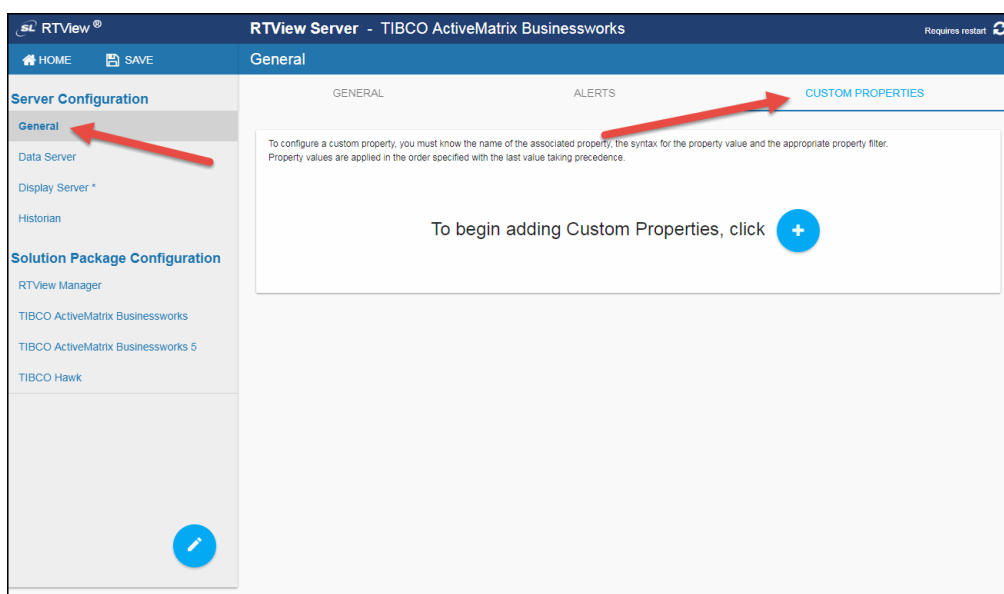 SL RTView ®
RTView Server - TIBCO ActiveMatrix Businessworks
Requires restart
HOME
SAVE
General
Server Configuration
General
Data Server
Display Server *
Historian
Solution Package Configuration
RTView Manager
TIBCO ActiveMatrix Businessworks
TIBCO ActiveMatrix Businessworks 5
TIBCO Hawk
GENERAL
ALERTS
CUSTOM PROPERTIES
To configure a custom property, you must know the name of the associated property, the syntax for the property value and the appropriate property filter.
Property values are applied in the order specified with the last value taking precedence.
To begin adding Custom Properties, click +